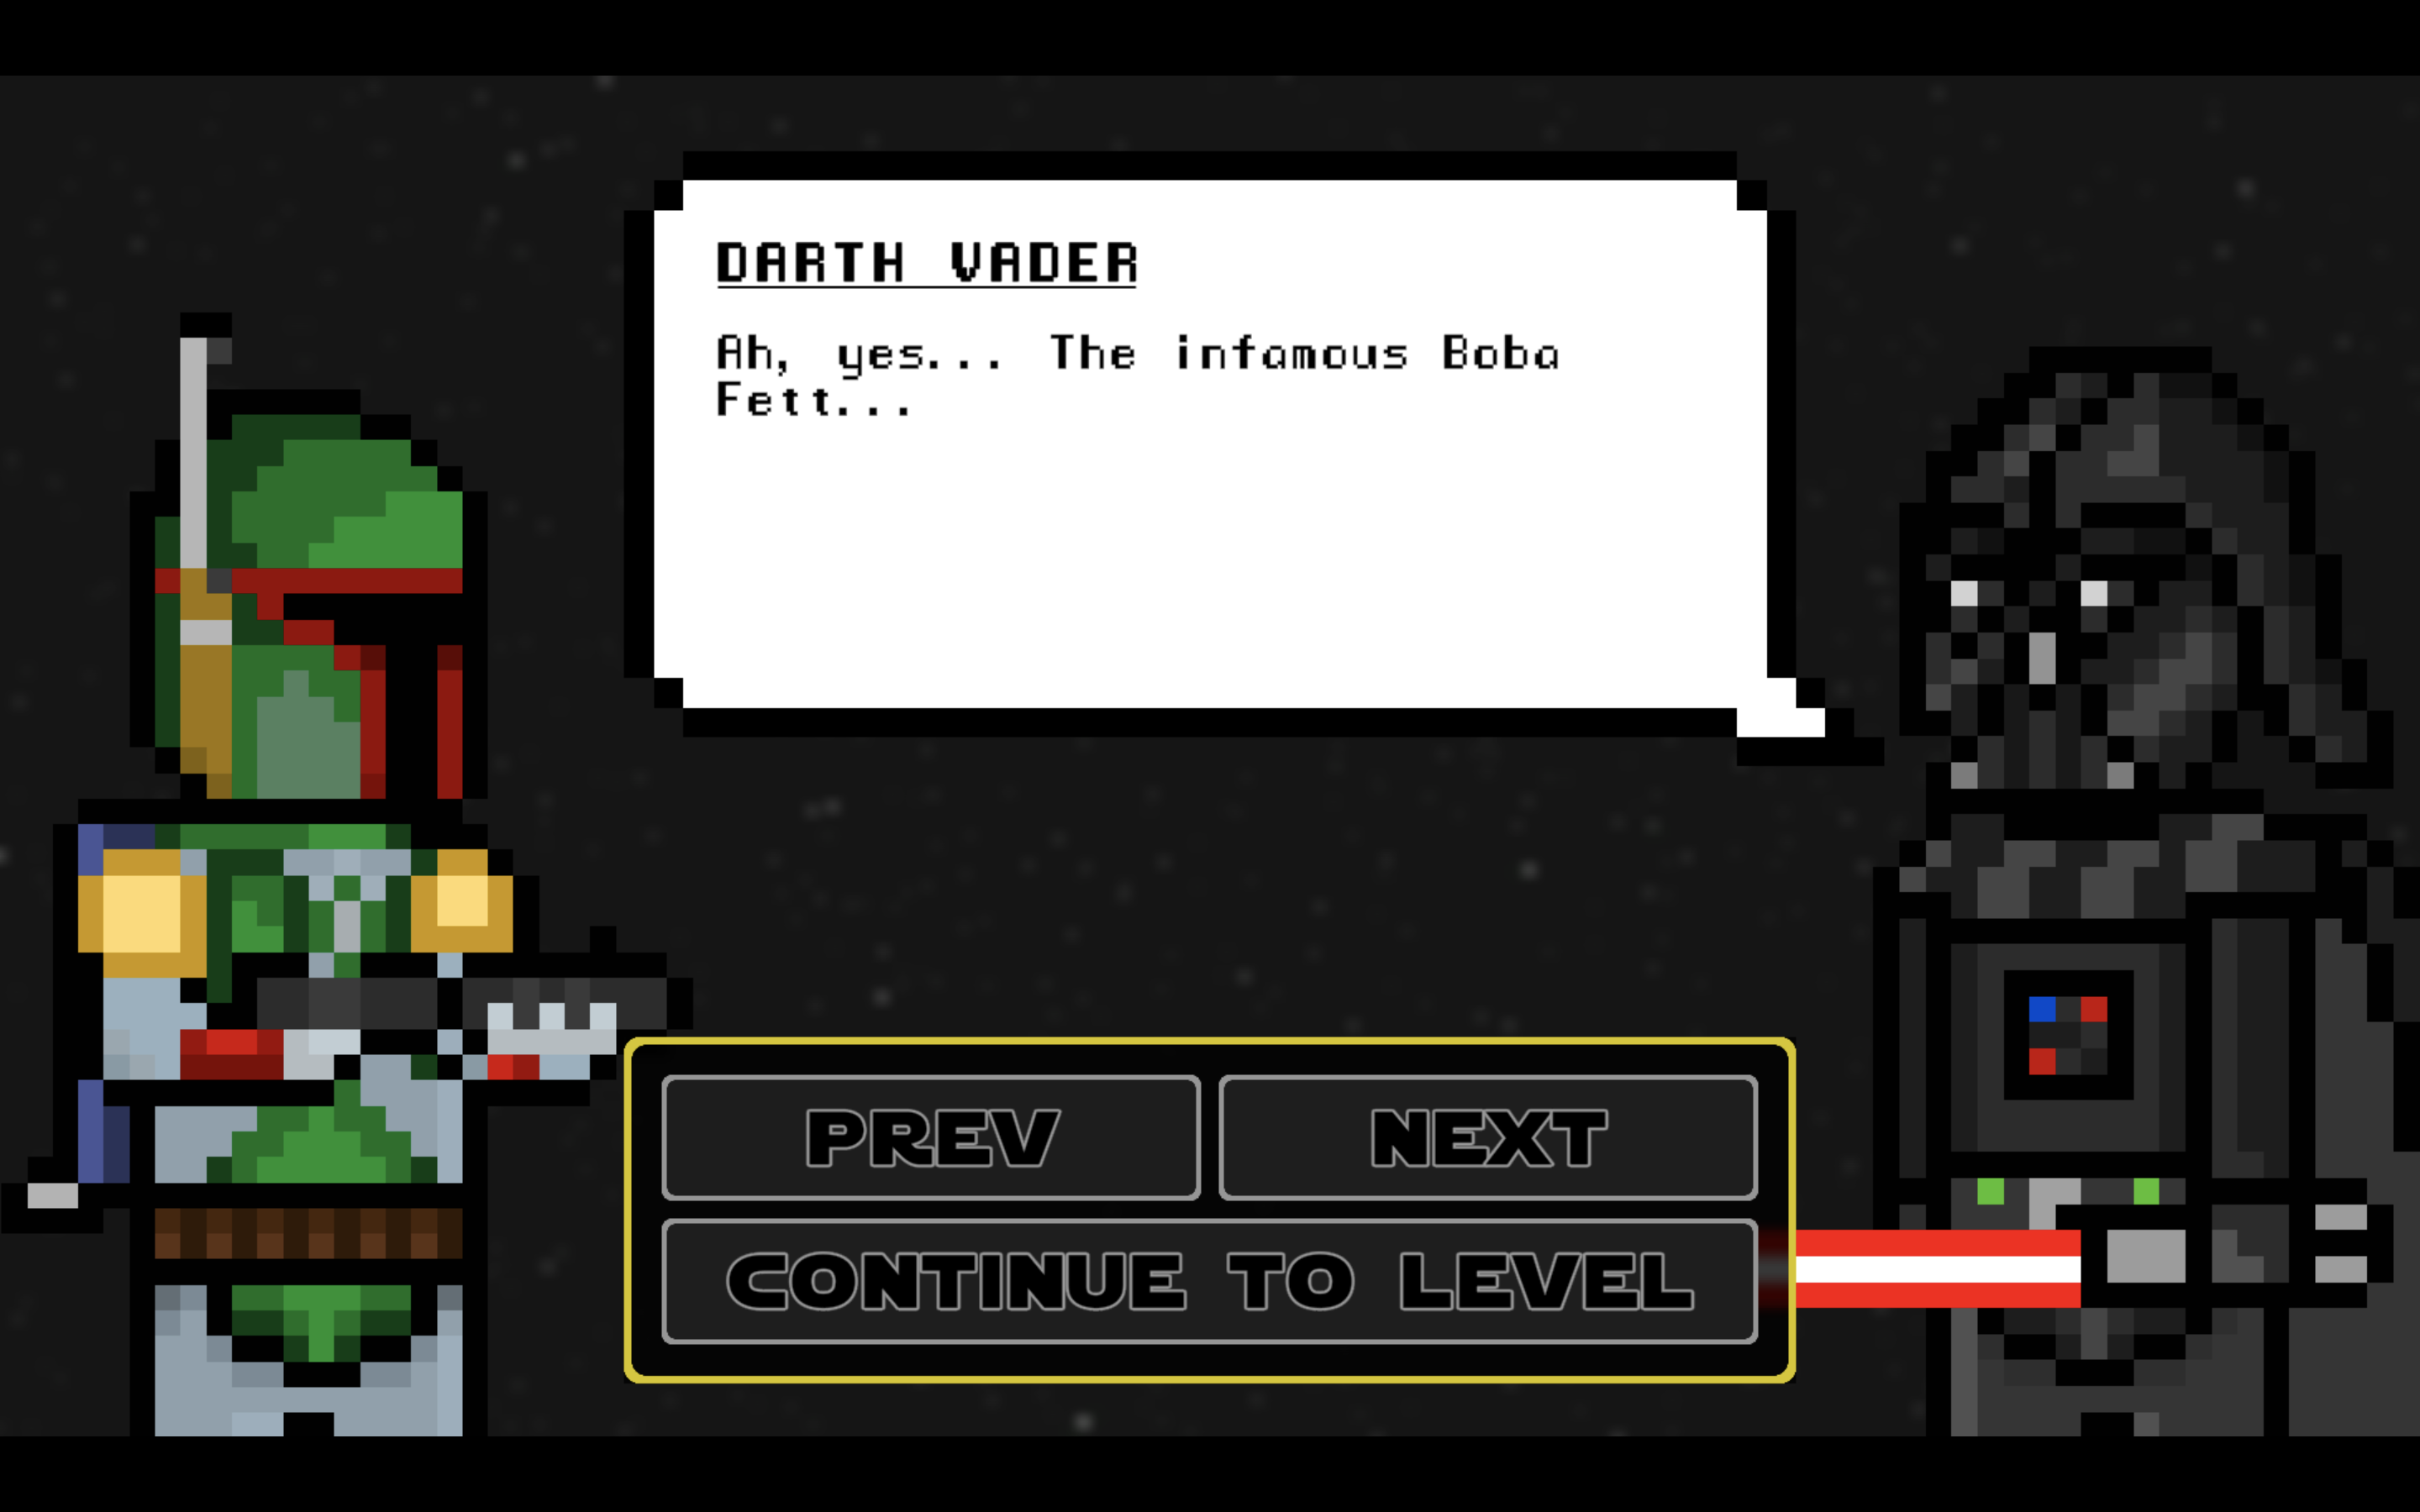 DARTH VADER
Ah, yes... The infamous Boba
Fett...
PREV
NEXT
CONTINUE TO LEVEL